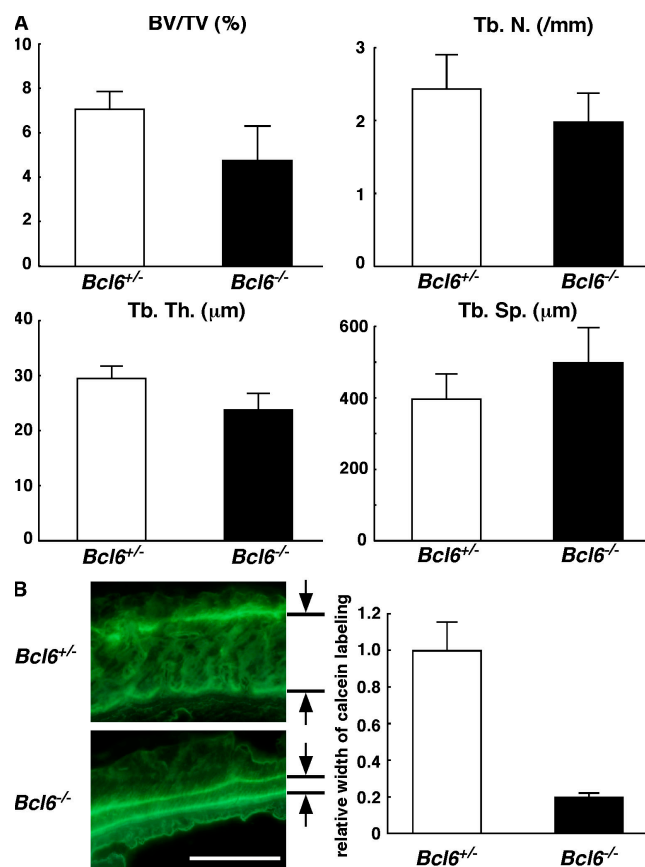 A
BV/TV (%)
10
8
6
4
2
0
Bcl6+/-
Bcl6-/-
Tb. N. (/mm)
3
2
1
0
Bcl6+/-
Bcl6-/-
Tb. Th. (μm)
40
30
20
10
0
Bcl6+/-
Bcl6-/-
Tb. Sp. (μm)
600
400
200
0
Bcl6+/-
Bcl6-/-
B
Bcl6+/-
Bcl6-/-
relative width of calcein labeling
1.2
1.0
0.8
0.6
0.4
0.2
0
Bcl6+/-
Bcl6-/-